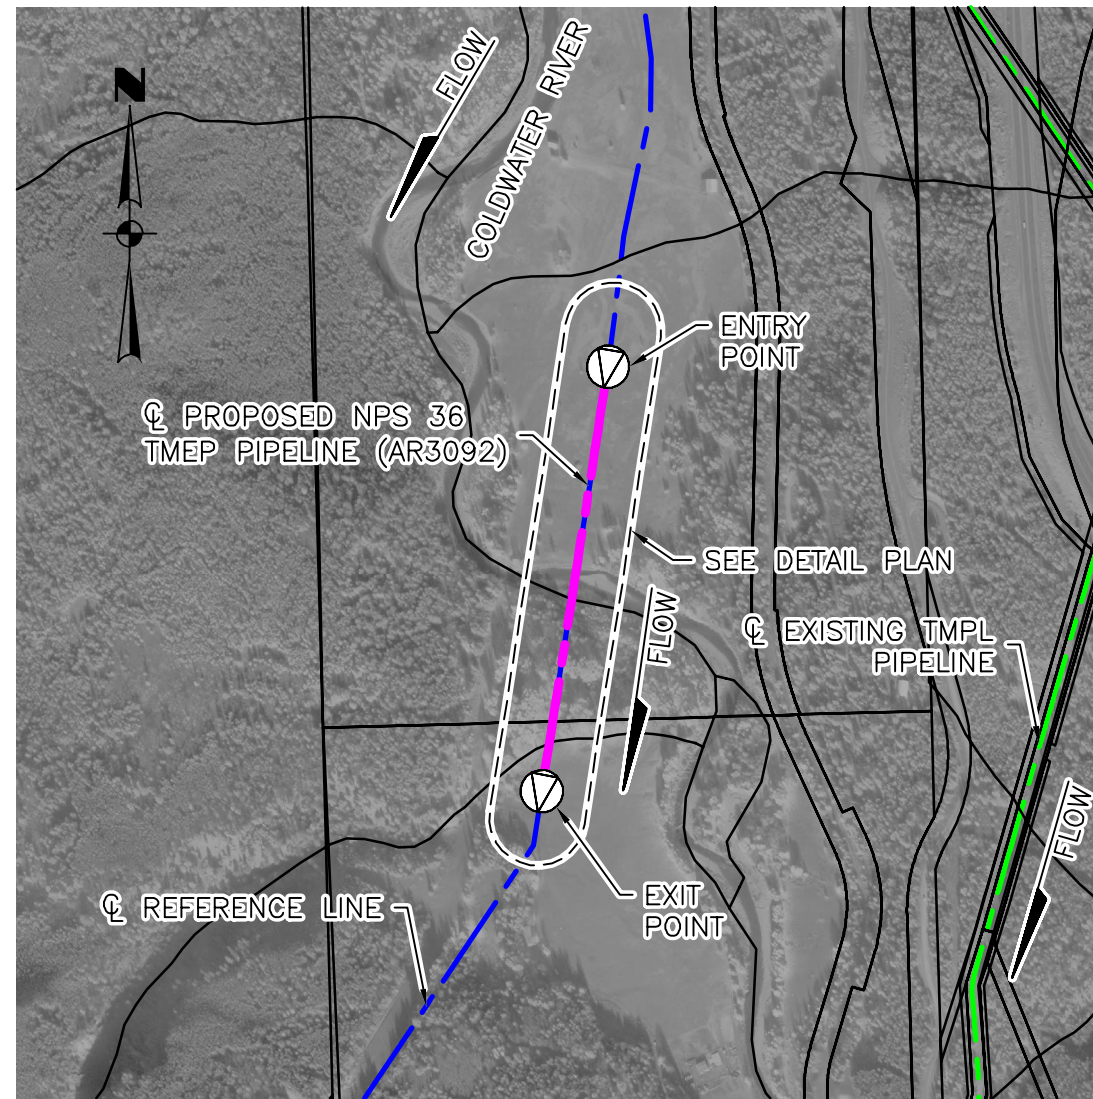 FLOW
COLDWATER RIVER
N
ENTRY
POINT
℄ PROPOSED NPS 36
TMEP PIPELINE (AR3092)
SEE DETAIL PLAN
FLOW
℄ EXISTING TMPL
PIPELINE
FLOW
EXIT
POINT
℄ REFERENCE LINE